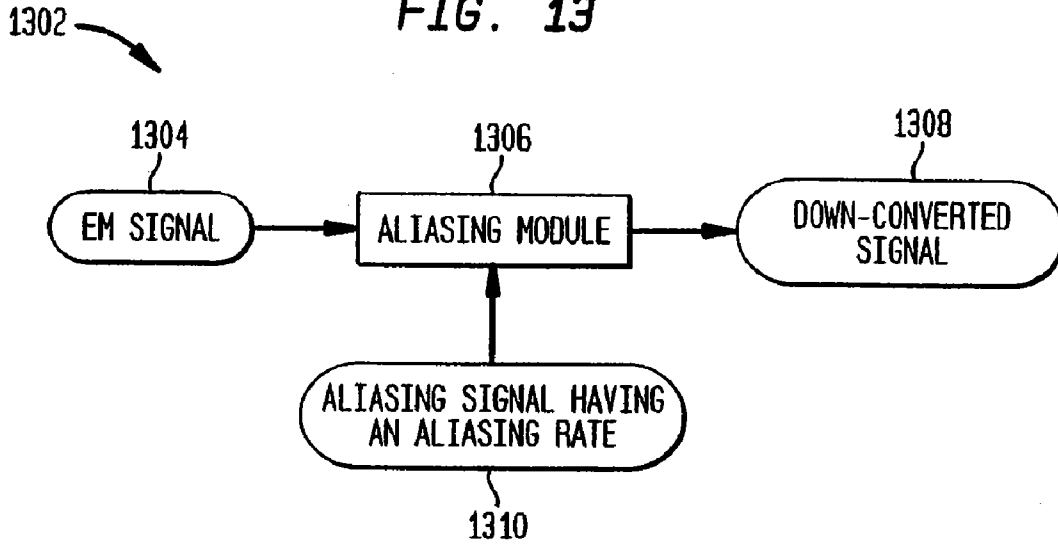 FIG. 13
1302
1304
1306
1308
EM SIGNAL
ALIASING MODULE
DOWN-CONVERTED
SIGNAL
ALIASING SIGNAL HAVING
AN ALIASING RATE
1310